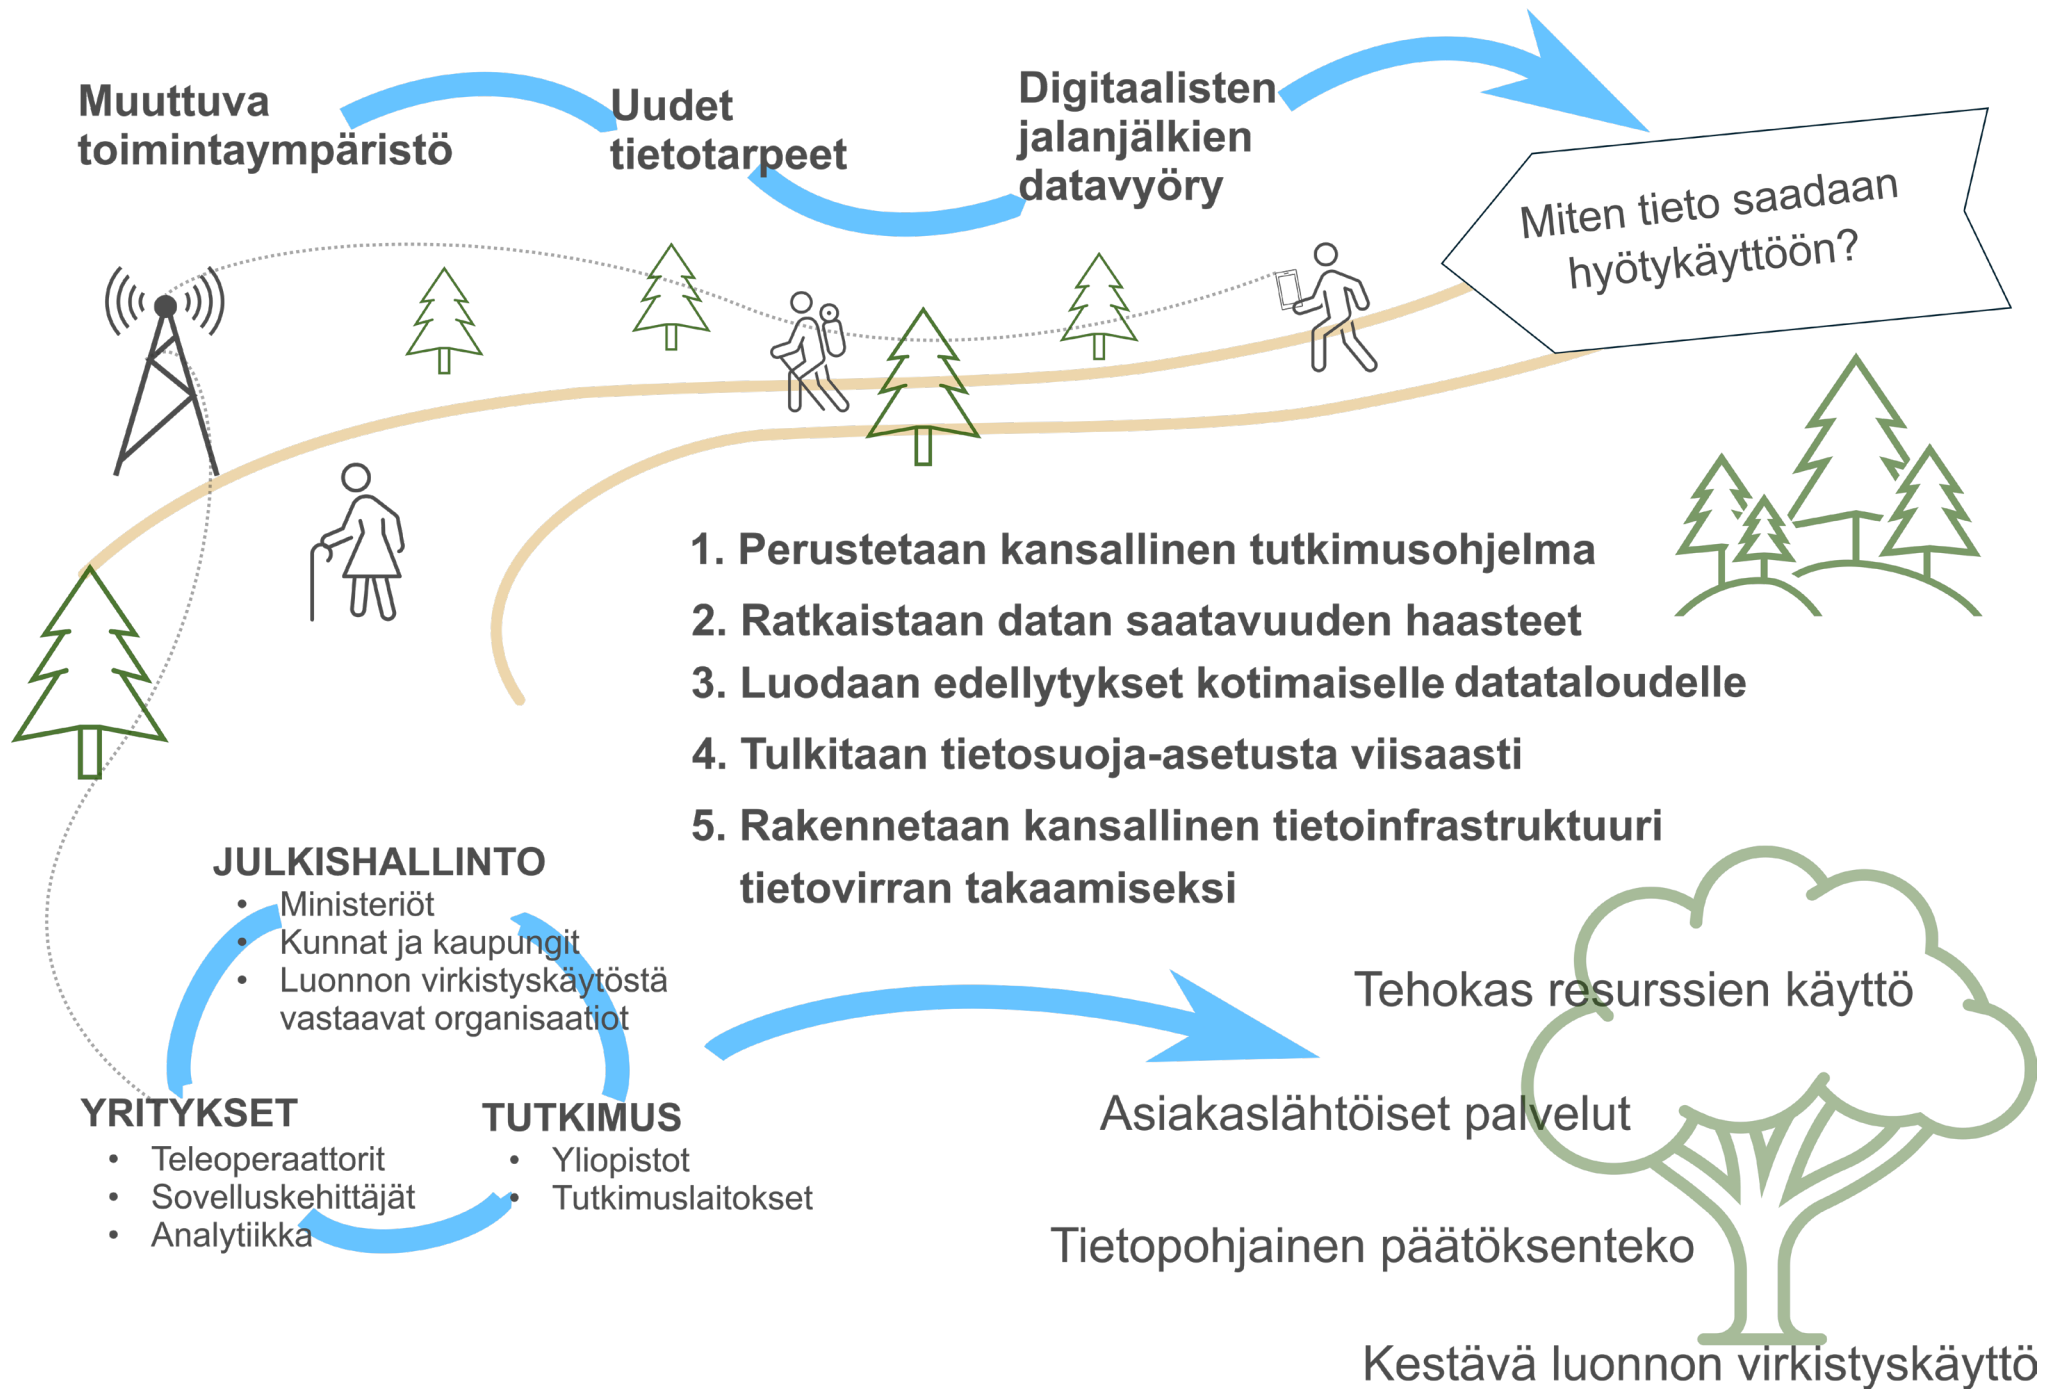 Muuttuva
toimintaympäristö
Uudet
tietotarpeet
Digitaalisten
jalanjälkien
datavyöry
Miten tieto saadaan
hyötykäyttöön?
1. Perustetaan kansallinen tutkimusohjelma
2. Ratkaistaan datan saatavuuden haasteet
3. Luodaan edellytykset kotimaiselle datataloudelle
4. Tulkitaan tietosuoja-asetusta viisaasti
5. Rakennetaan kansallinen tietoinfrastruktuuri
tietovirran takaamiseksi
JULKISHALLINTO
• Ministeriöt
• Kunnat ja kaupungit
• Luonnon virkistyskäytöstä
vastaavat organisaatiot
YRITYKSET
• Teleoperaattorit
• Sovelluskehittäjät
• Analytiikka
TUTKIMUS
• Yliopistot
• Tutkimuslaitokset
Tehokas resurssien käyttö
Asiakaslähtöiset palvelut
Tietopohjainen päätöksenteko
Kestävä luonnon virkistyskäyttö